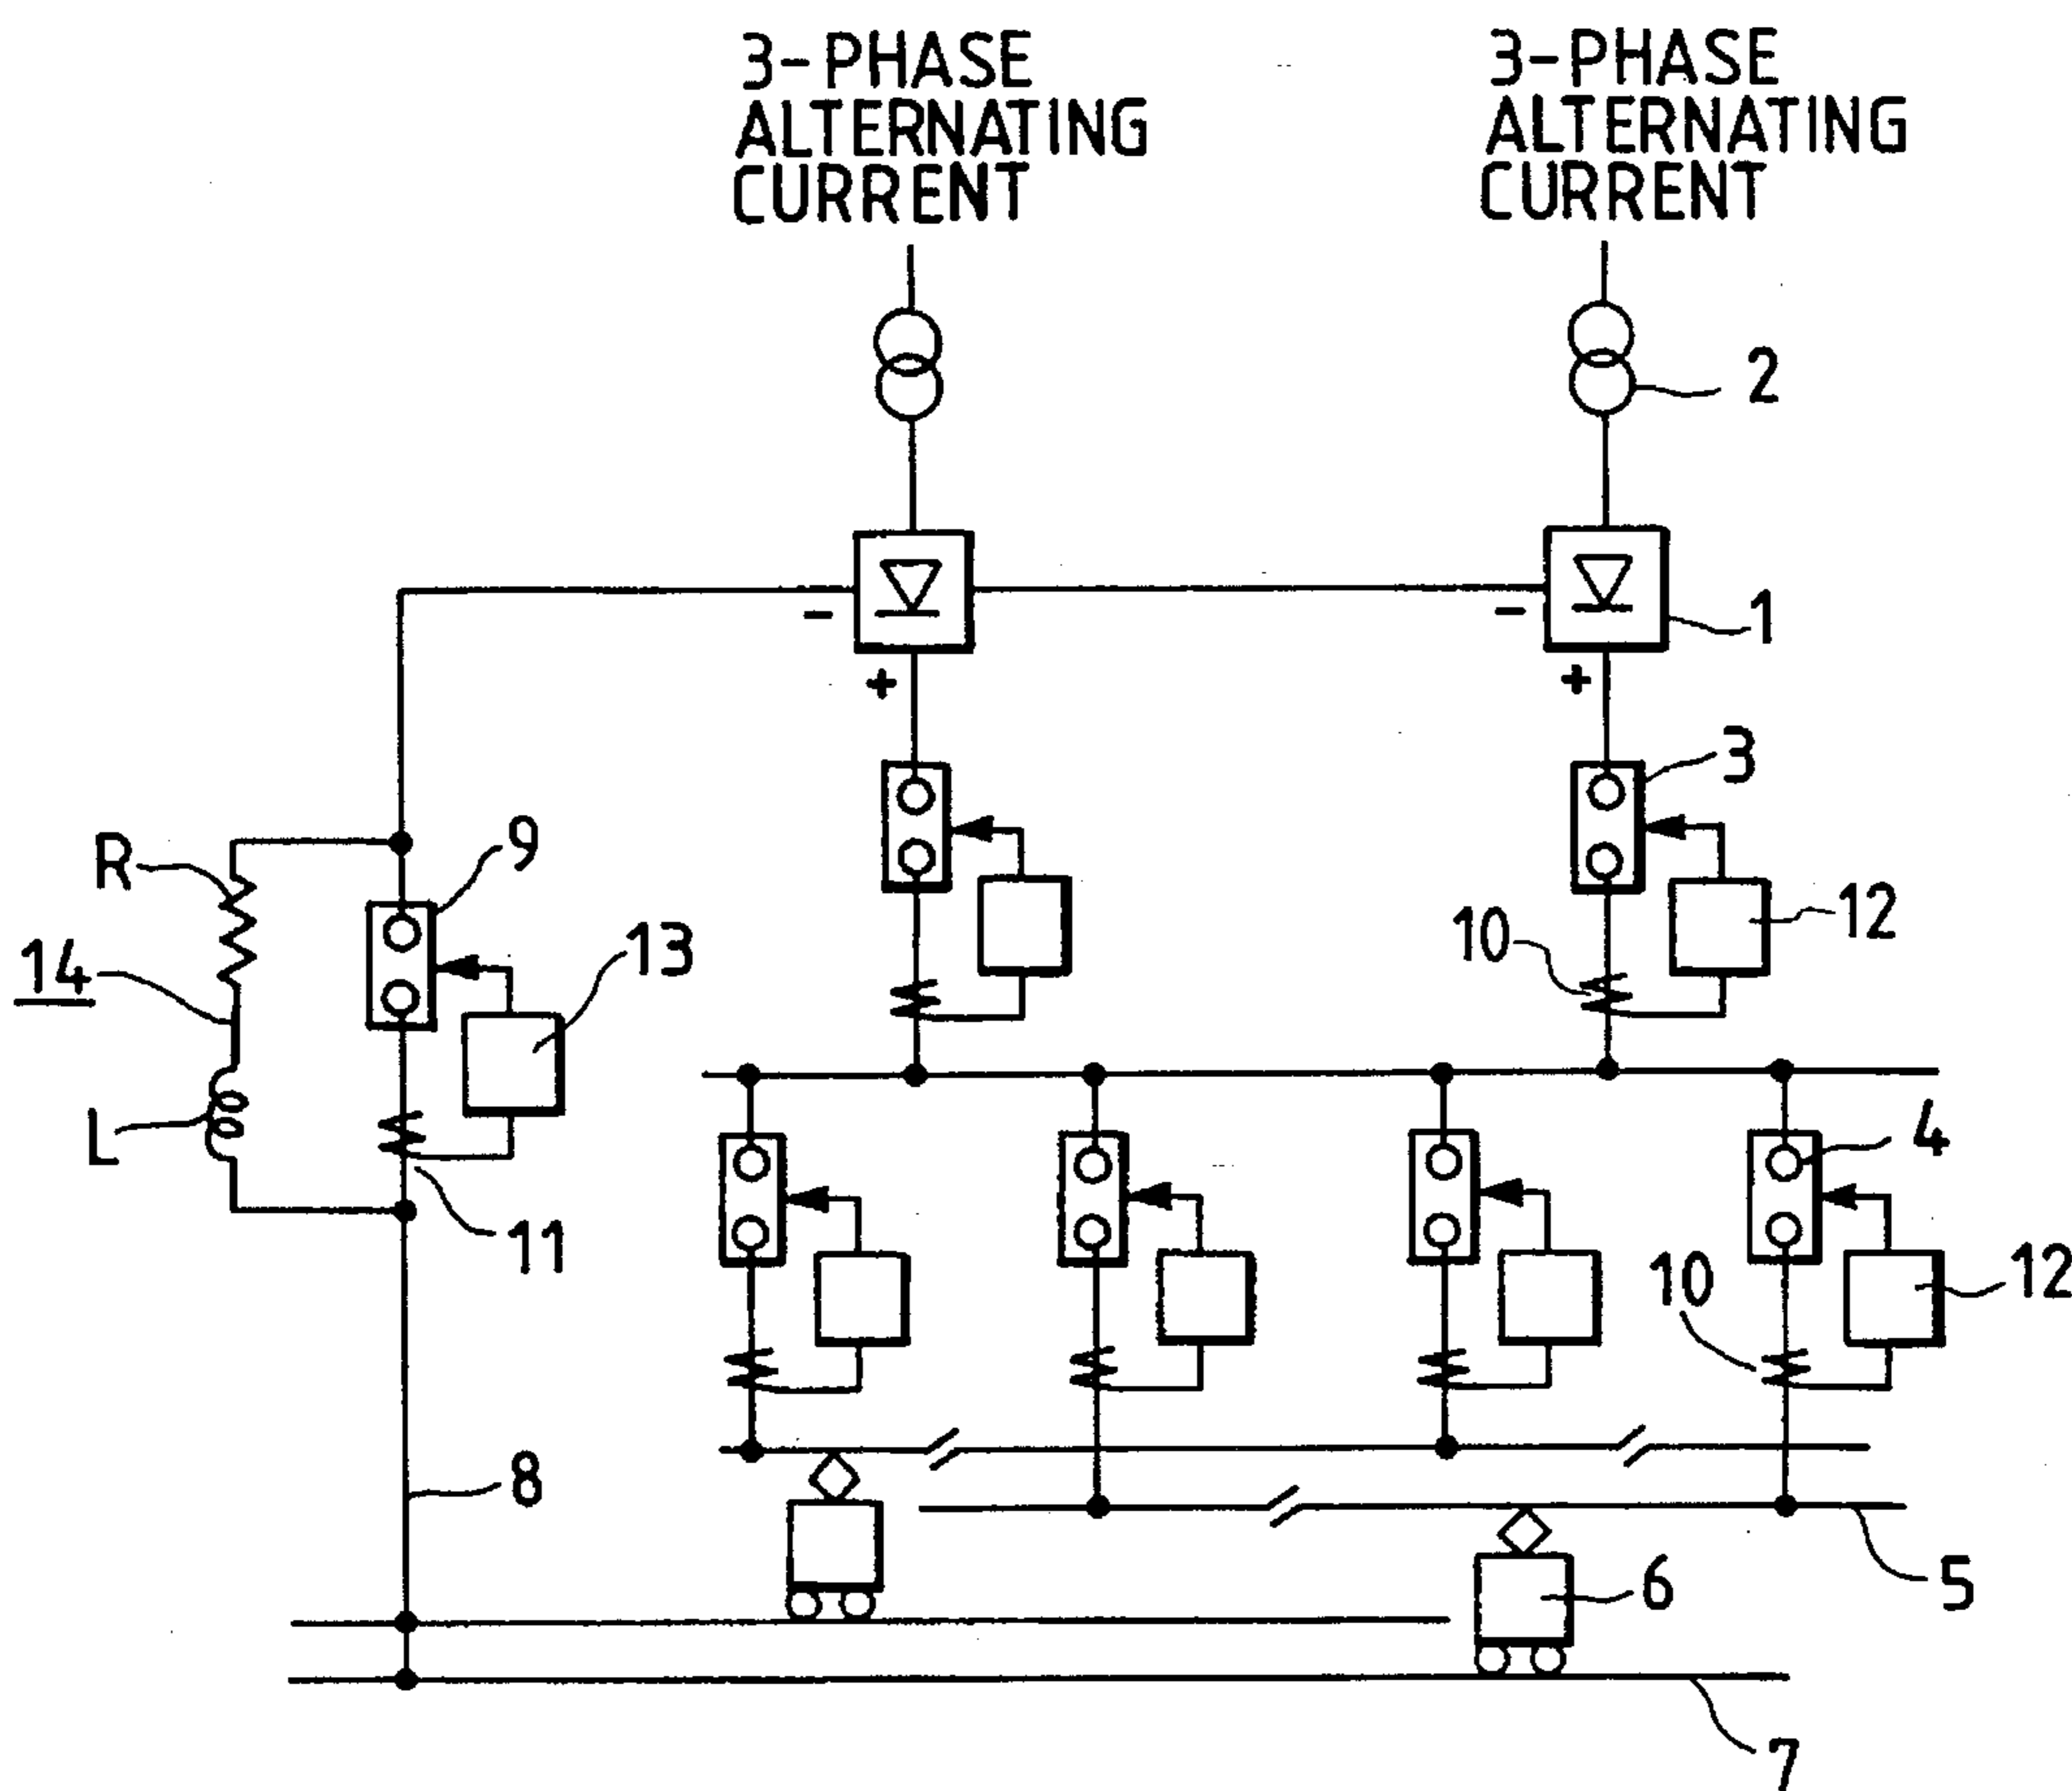 3-PHASE
ALTERNATING
CURRENT
3-PHASE
ALTERNATING
CURRENT
2
-
-
1
+
+
3
R
9
13
10
12
14
L
4
11
10
12
8
6
5
7